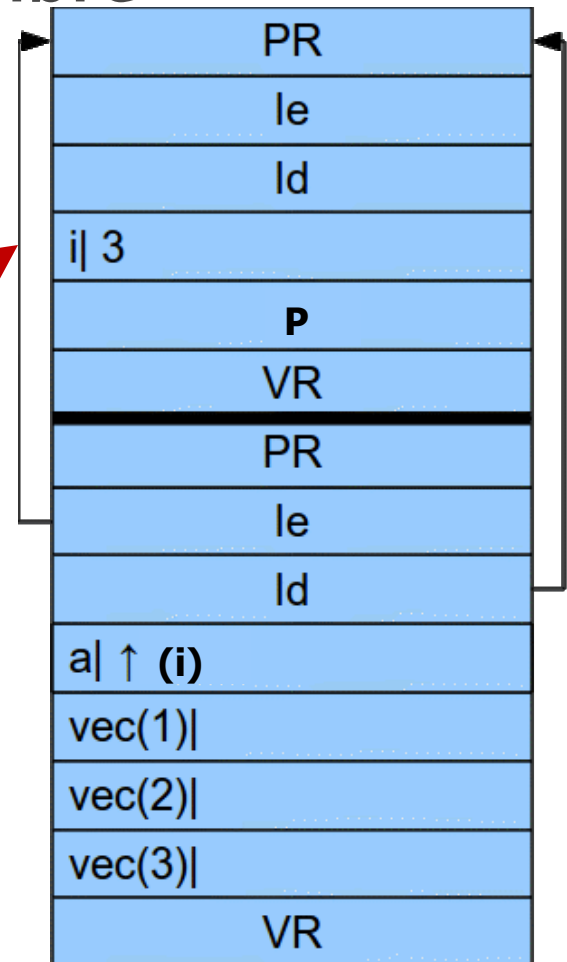 PR
le
ld
i| 3
P
VR
PR
le
ld
a| ↑ (i)
vec(1)|
vec(2)|
vec(3)|
VR